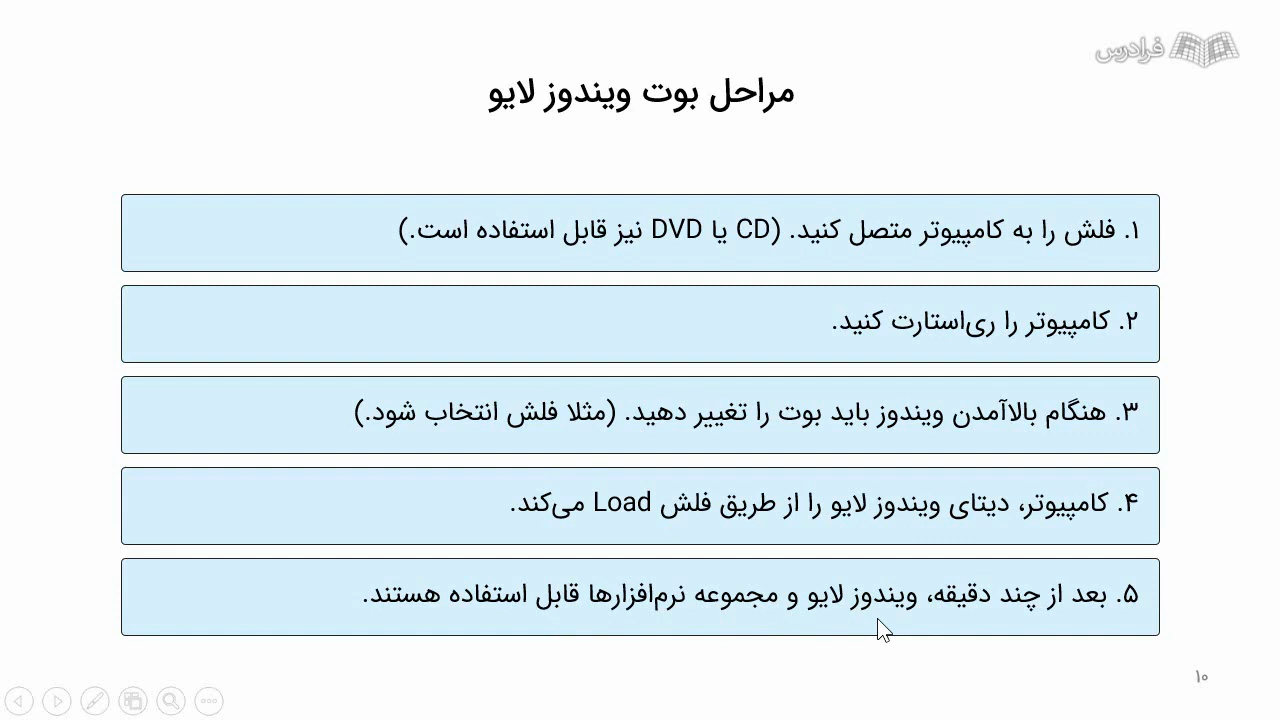 فرادرس
مراحل بوت ویندوز لایو
۱. فلش را به کامپیوتر متصل کنید. (CD یا DVD نیز قابل استفاده است.)
۲. کامپیوتر را ری‌استارت کنید.
۳. هنگام بالاآمدن ویندوز باید بوت را تغییر دهید. (مثلا فلش انتخاب شود.)
۴. کامپیوتر، دیتای ویندوز لایو را از طریق فلش Load می‌کند.
۵. بعد از چند دقیقه، ویندوز لایو و مجموعه نرم‌افزارها قابل استفاده هستند.
۱۰